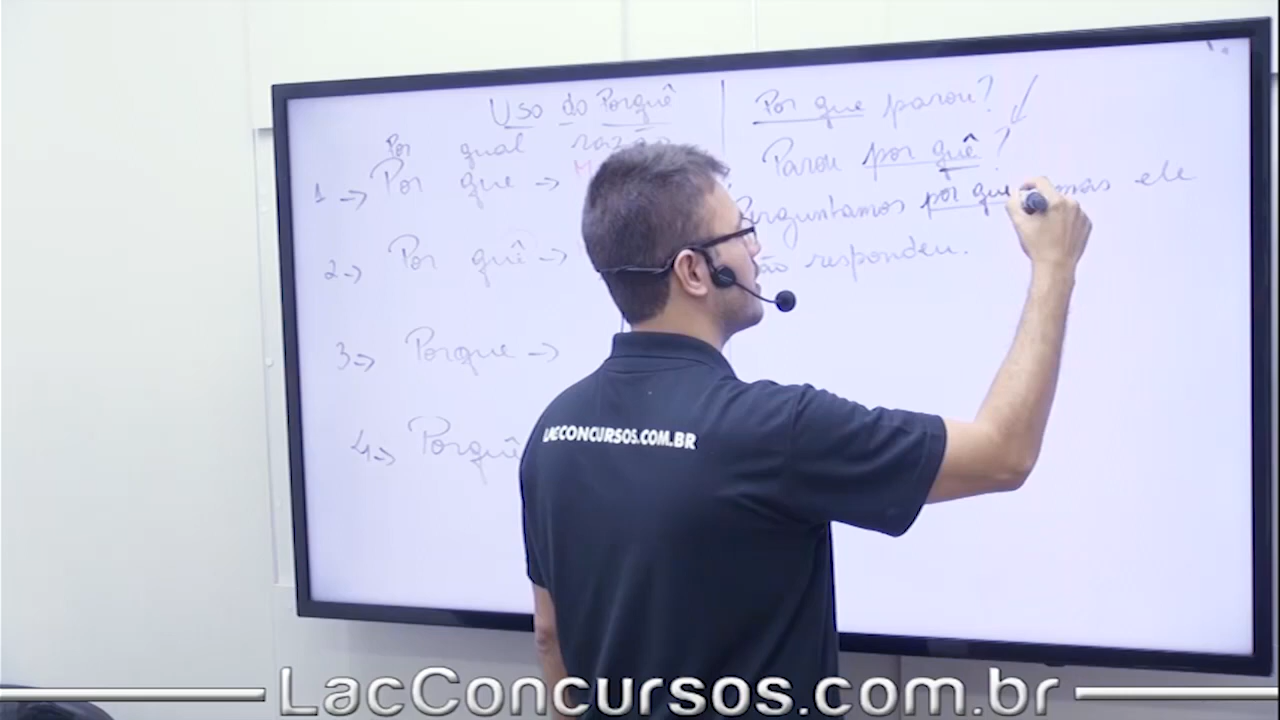 Uso do Porquê
Por qual razão
1 → Por que →
2 → Por quê →
3 → Porque →
4 → Porquê
Por que parou?
Parou por quê?
Perguntamos por que mas ele
não respondeu.
LACCONCURSOS.COM.BR
LacConcursos.com.br